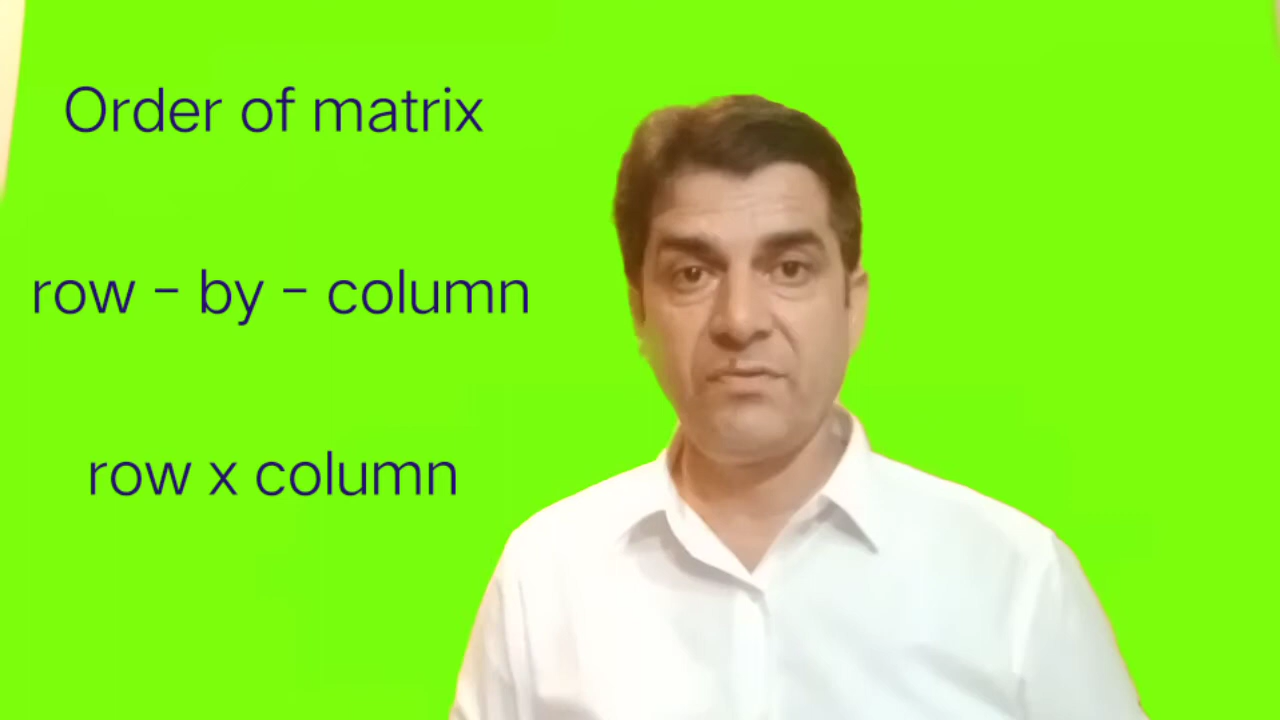 Order of matrix
row - by - column
row x column